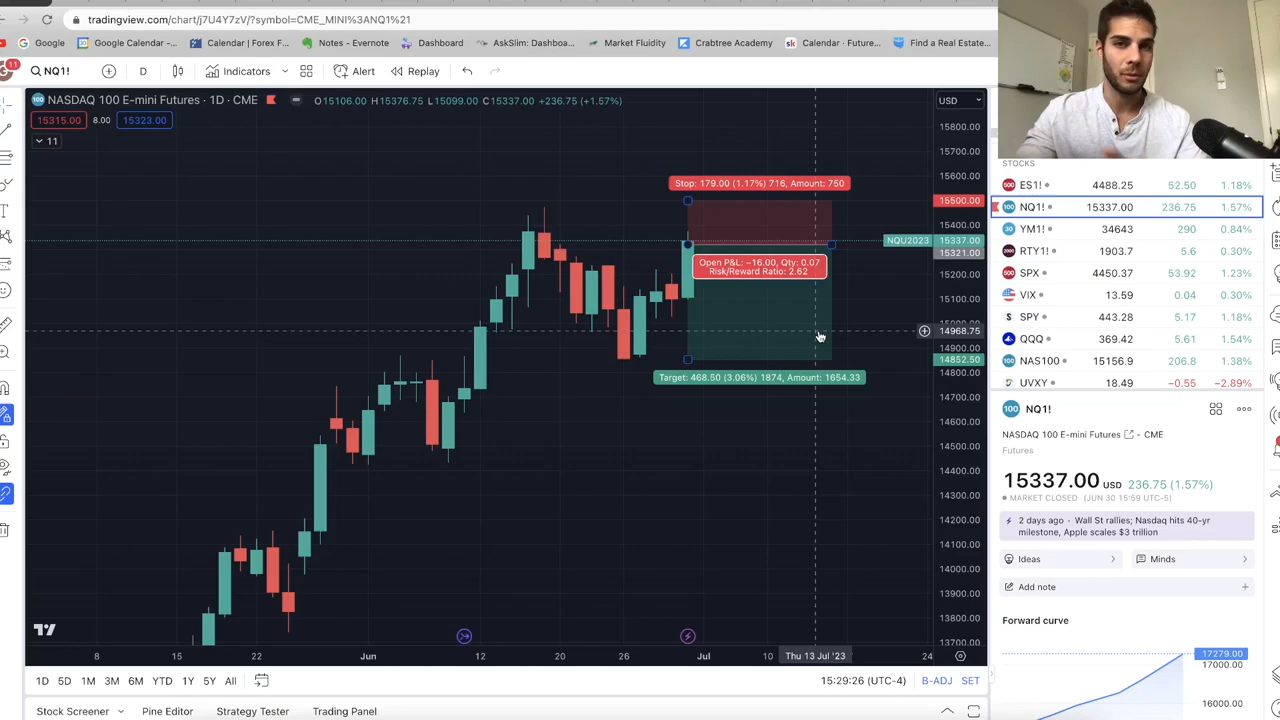 tradingview.com/chart/j7U4Y7zV/?symbol=CME_MINI%3ANQ1%21
Google
Google Calendar -...
Calendar | Forex F...
Notes - Evernote
Dashboard
AskSlim: Dashboa...
Market Fluidity
Crabtree Academy
Calendar · Future...
Find a Real Estate...
11
NQ1!
D
Indicators
Alert
Replay
NASDAQ 100 E-mini Futures · 1D · CME
O15106.00 H15376.75 L15099.00 C15337.00 +236.75 (+1.57%)
USD
15315.00
8.00
15323.00
11
15800.00
15700.00
15600.00
15500.00
15400.00
NQU2023
15337.00
15321.00
15200.00
15100.00
14968.75
14900.00
14852.50
14800.00
14700.00
14600.00
14500.00
14400.00
14300.00
14200.00
14100.00
14000.00
13900.00
13800.00
13700.00
Stop: 179.00 (1.17%) 716, Amount: 750
Open P&L: −16.00, Qty: 0.07
Risk/Reward Ratio: 2.62
Target: 468.50 (3.06%) 1874, Amount: 1654.33
8
15
22
Jun
12
20
26
Jul
10
Thu 13 Jul '23
24
1D
5D
1M
3M
6M
YTD
1Y
5Y
All
15:29:26 (UTC-4)
B-ADJ
SET
Stock Screener
Pine Editor
Strategy Tester
Trading Panel
STOCKS
ES1! 4488.25 52.50 1.18%
NQ1! 15337.00 236.75 1.57%
YM1! 34643 290 0.84%
RTY1! 1903.7 5.6 0.30%
SPX 4450.37 53.92 1.23%
VIX 13.59 0.04 0.30%
SPY 443.28 5.17 1.18%
QQQ 369.42 5.61 1.54%
NAS100 15156.9 206.8 1.38%
UVXY 18.49 −0.55 −2.89%
100 NQ1!
NASDAQ 100 E-mini Futures · CME
Futures
15337.00 USD 236.75 (1.57%)
MARKET CLOSED (JUN 30 15:59 UTC-5)
2 days ago · Wall St rallies; Nasdaq hits 40-yr
milestone, Apple scales $3 trillion
Ideas
Minds
Add note
Forward curve
17279.00
17000.00
16000.00